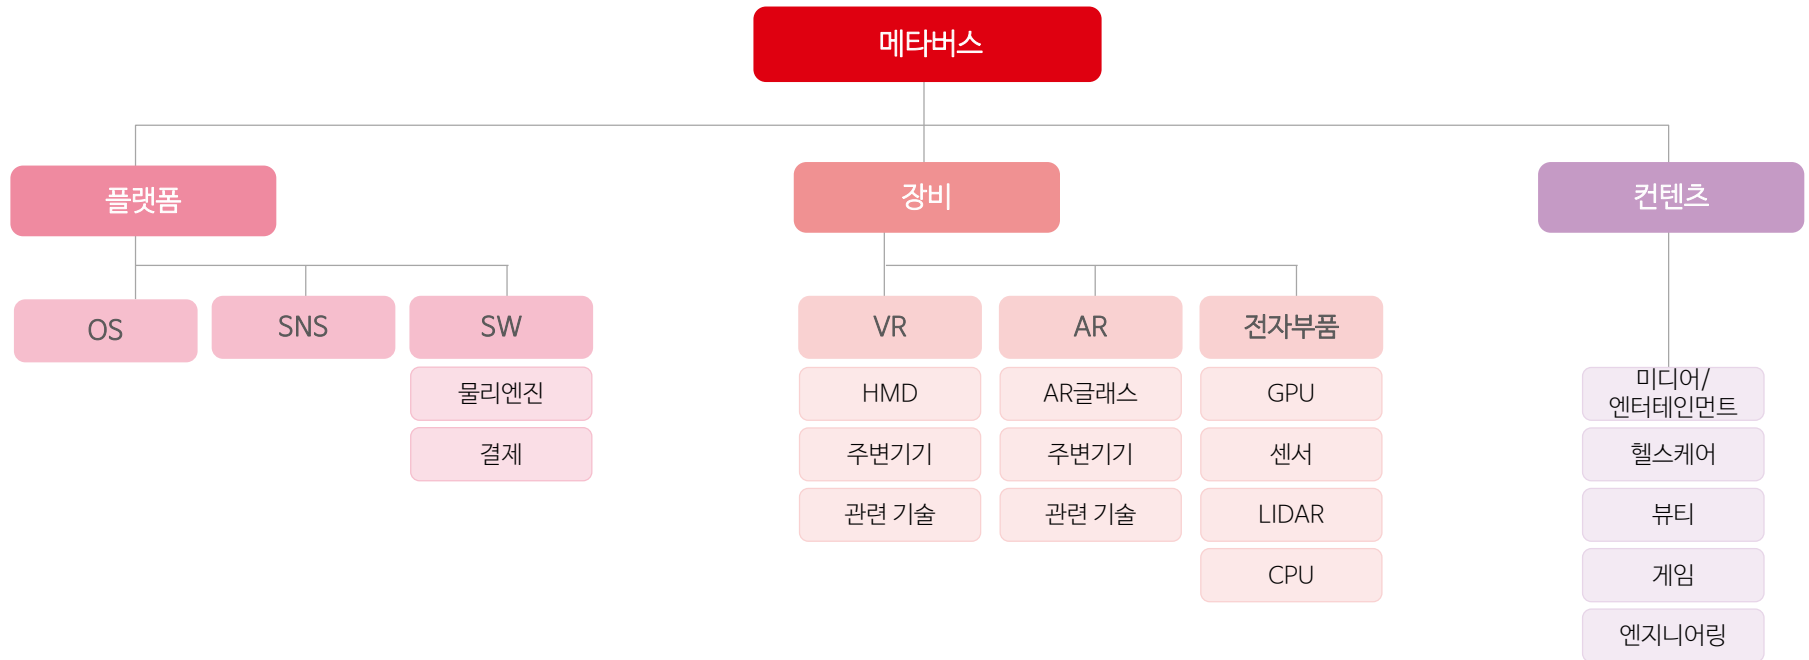 메타버스
플랫폼
장비
컨텐츠
OS
SNS
SW
VR
AR
전자부품
물리엔진
HMD
AR글래스
GPU
미디어/
엔터테인먼트
결제
주변기기
주변기기
센서
헬스케어
관련 기술
관련 기술
LIDAR
뷰티
CPU
게임
엔지니어링